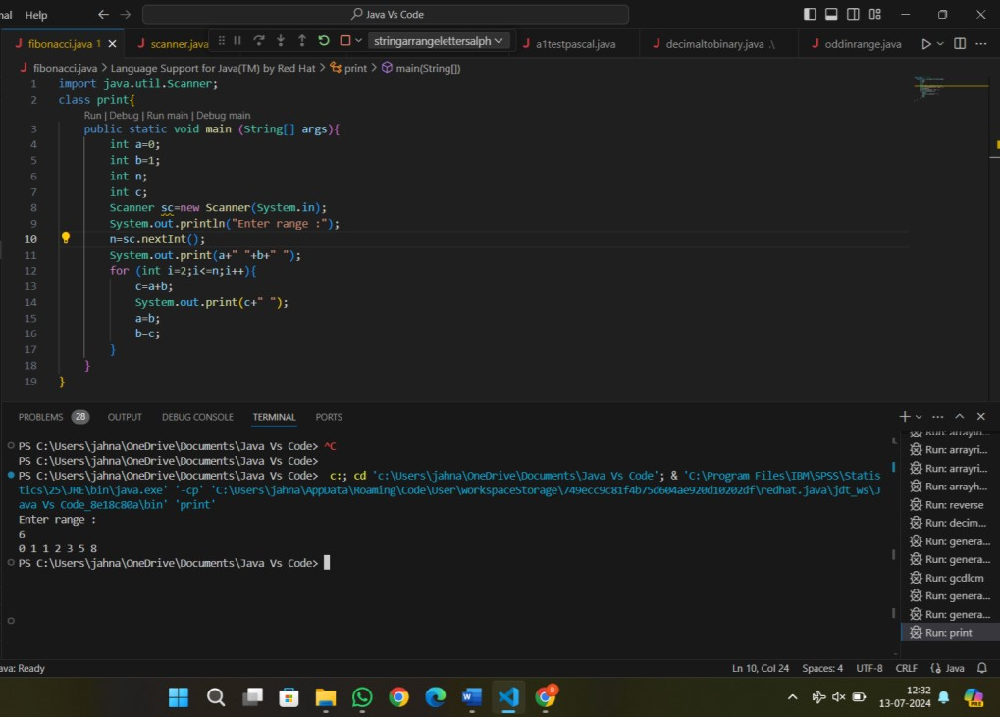 nal Help
Java Vs Code
fibonacci.java 1
scanner.java
stringarrangelettersalph
a1testpascal.java
decimaltobinary.java .\
oddinrange.java
fibonacci.java > Language Support for Java(TM) by Red Hat > print > main(String[])
1 import java.util.Scanner;
2 class print{
Run | Debug | Run main | Debug main
3 public static void main (String[] args){
4 int a=0;
5 int b=1;
6 int n;
7 int c;
8 Scanner sc=new Scanner(System.in);
9 System.out.println("Enter range :");
10 n=sc.nextInt();
11 System.out.print(a+" "+b+" ");
12 for (int i=2;i<=n;i++){
13 c=a+b;
14 System.out.print(c+" ");
15 a=b;
16 b=c;
17 }
18 }
19 }
PROBLEMS 28 OUTPUT DEBUG CONSOLE TERMINAL PORTS
PS C:\Users\jahna\OneDrive\Documents\Java Vs Code> ^C
PS C:\Users\jahna\OneDrive\Documents\Java Vs Code>
PS C:\Users\jahna\OneDrive\Documents\Java Vs Code> c:; cd 'c:\Users\jahna\OneDrive\Documents\Java Vs Code'; & 'C:\Program Files\IBM\SPSS\Statis
tics\25\JRE\bin\java.exe' '-cp' 'C:\Users\jahna\AppData\Roaming\Code\User\workspaceStorage\749ecc9c81f4b75d604ae920d10202df\redhat.java\jdt_ws\J
ava Vs Code_8e18c80a\bin' 'print'
Enter range :
6
0 1 1 2 3 5 8
PS C:\Users\jahna\OneDrive\Documents\Java Vs Code>
Run: arrayin...
Run: arrayri...
Run: arrayri...
Run: arrayh...
Run: reverse
Run: decim...
Run: genera...
Run: genera...
Run: gcdlcm
Run: genera...
Run: genera...
Run: print
ava: Ready
Ln 10, Col 24 Spaces: 4 UTF-8 CRLF {} Java
12:32
13-07-2024
8
PRE